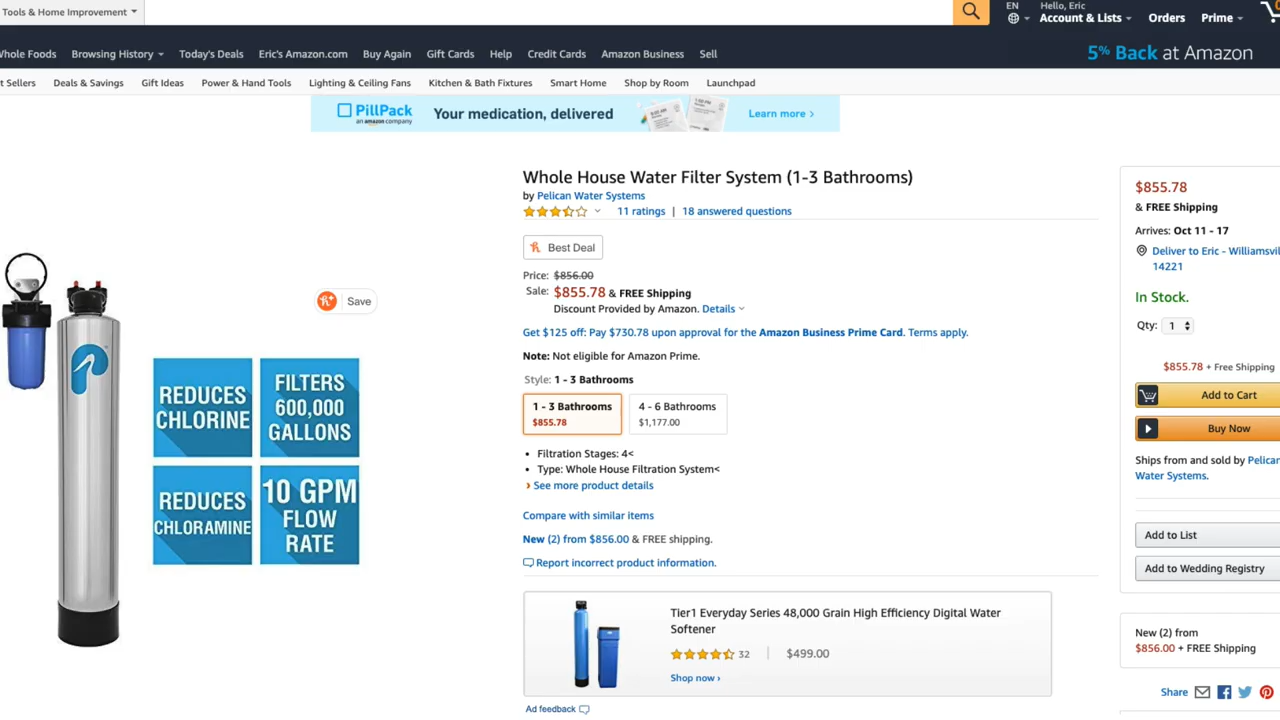 Tools & Home Improvement
EN
Hello, Eric
Account & Lists
Orders
Prime
Whole Foods
Browsing History
Today's Deals
Eric's Amazon.com
Buy Again
Gift Cards
Help
Credit Cards
Amazon Business
Sell
5% Back at Amazon
t Sellers
Deals & Savings
Gift Ideas
Power & Hand Tools
Lighting & Ceiling Fans
Kitchen & Bath Fixtures
Smart Home
Shop by Room
Launchpad
PillPack
an amazon company
Your medication, delivered
Learn more ›
Whole House Water Filter System (1-3 Bathrooms)
by Pelican Water Systems
11 ratings | 18 answered questions
Best Deal
Price: $856.00
Sale: $855.78 & FREE Shipping
Discount Provided by Amazon. Details
Get $125 off: Pay $730.78 upon approval for the Amazon Business Prime Card. Terms apply.
Note: Not eligible for Amazon Prime.
Style: 1 - 3 Bathrooms
1 - 3 Bathrooms
$855.78
4 - 6 Bathrooms
$1,177.00
• Filtration Stages: 4<
• Type: Whole House Filtration System<
› See more product details
Compare with similar items
New (2) from $856.00 & FREE shipping.
Report incorrect product information.
Save
REDUCES
CHLORINE
FILTERS
600,000
GALLONS
REDUCES
CHLORAMINE
10 GPM
FLOW
RATE
Tier1 Everyday Series 48,000 Grain High Efficiency Digital Water
Softener
32 | $499.00
Shop now ›
Ad feedback
$855.78
& FREE Shipping
Arrives: Oct 11 - 17
Deliver to Eric - Williamsvil
14221
In Stock.
Qty: 1
$855.78 + Free Shipping
Add to Cart
Buy Now
Ships from and sold by Pelican
Water Systems.
Add to List
Add to Wedding Registry
New (2) from
$856.00 + FREE Shipping
Share